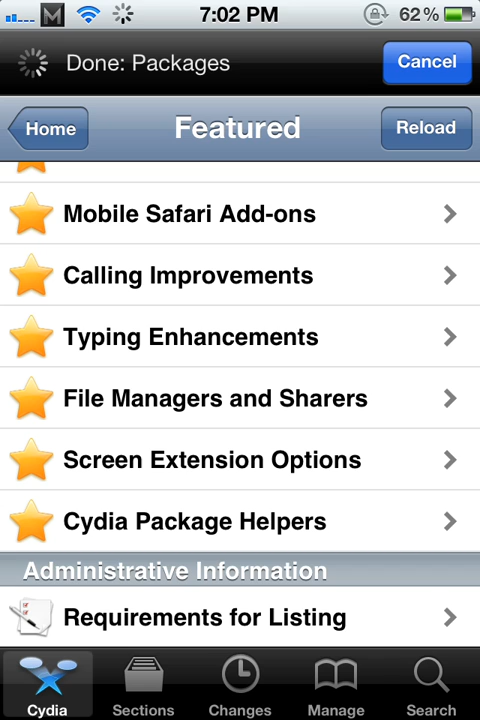 7:02 PM 62%
Done: Packages Cancel
Home Featured Reload
Mobile Safari Add-ons
Calling Improvements
Typing Enhancements
File Managers and Sharers
Screen Extension Options
Cydia Package Helpers
Administrative Information
Requirements for Listing
Cydia Sections Changes Manage Search